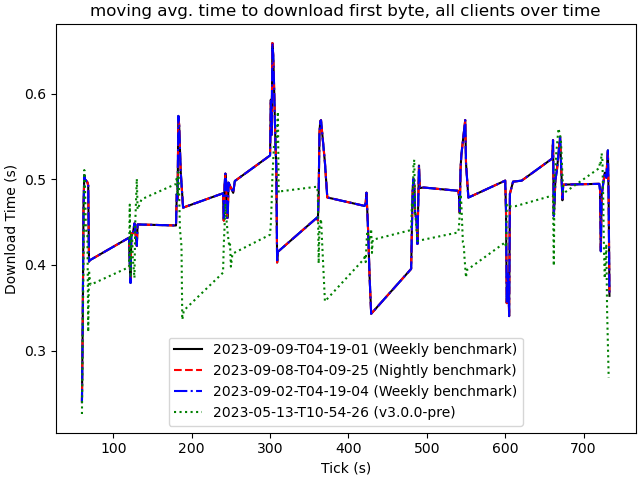 moving avg. time to download first byte, all clients over time
Download Time (s)
0.6
0.5
0.4
0.3
2023-09-09-T04-19-01 (Weekly benchmark)
2023-09-08-T04-09-25 (Nightly benchmark)
2023-09-02-T04-19-04 (Weekly benchmark)
2023-05-13-T10-54-26 (v3.0.0-pre)
100 200 300 400 500 600 700
Tick (s)